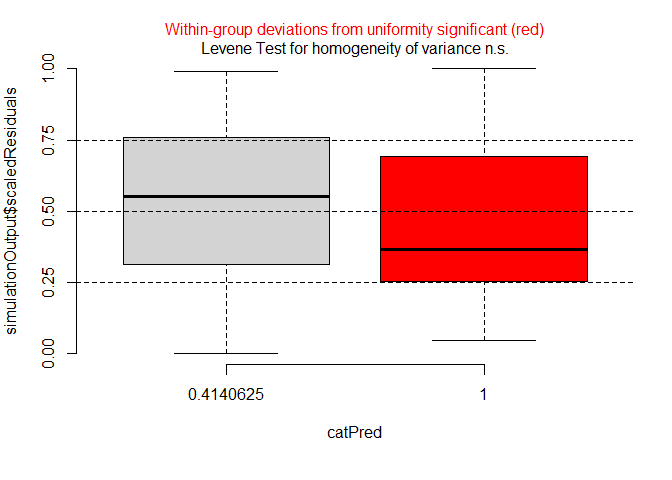 Within-group deviations from uniformity significant (red)
Levene Test for homogeneity of variance n.s.
simulationOutput$scaledResiduals
1.00
0.75
0.50
0.25
0.00
0.4140625
1
catPred